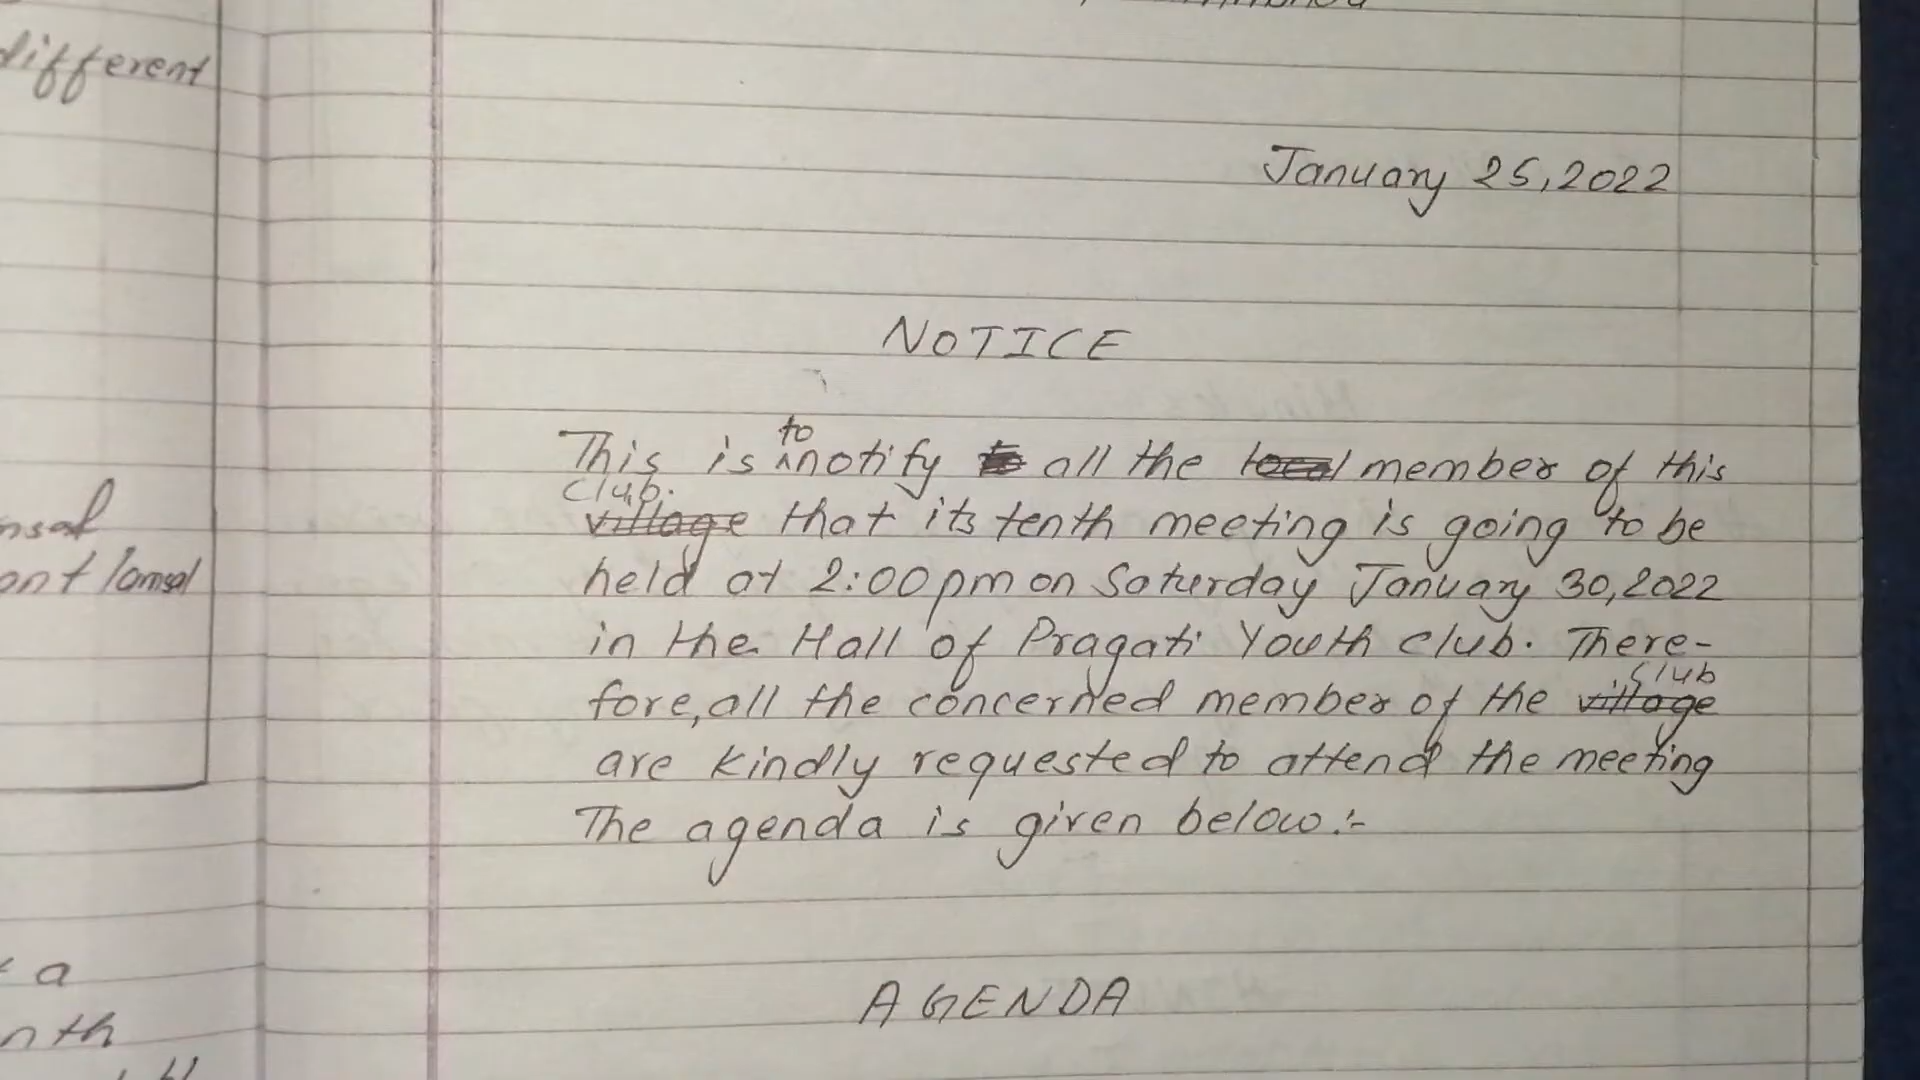 different
January 25, 2022
NOTICE
This is to notify all the member of this
club.
village that its tenth meeting is going to be
held at 2:00 pm on Saturday January 30, 2022
in the Hall of Pragati Youth club. There-
club
fore, all the concerned member of the village
are kindly requested to attend the meeting
The agenda is given below:-
AGENDA
a